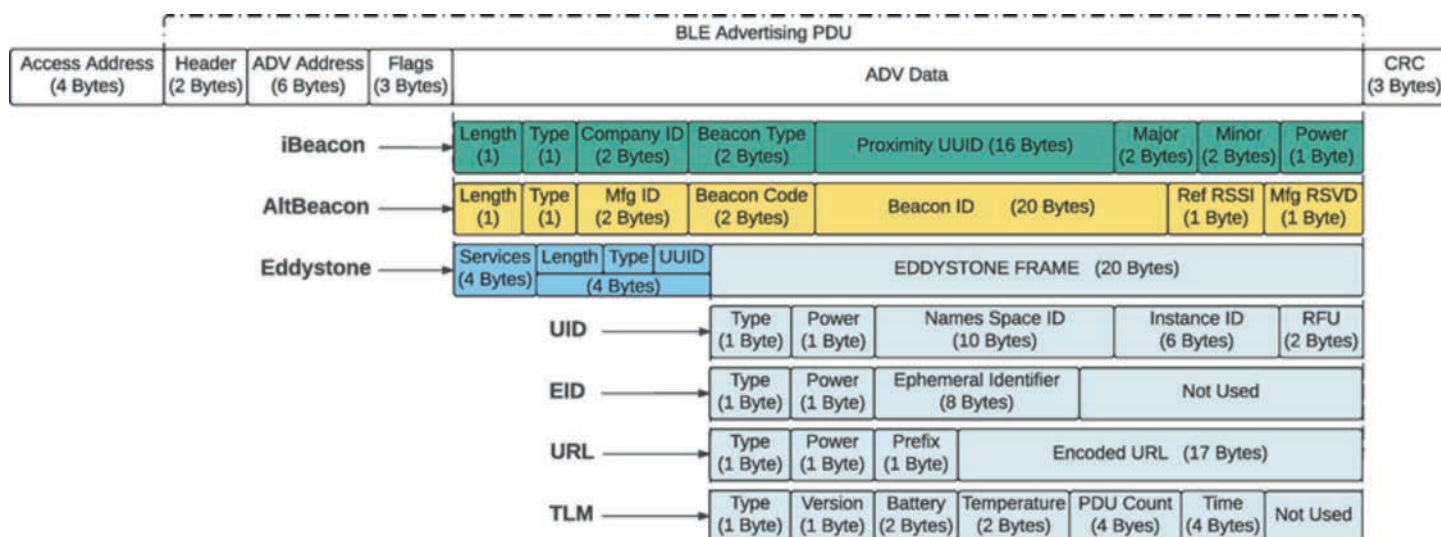 BLE Advertising PDU
Access Address Header ADV Address Flags ADV Data CRC
(4 Bytes) (2 Bytes) (6 Bytes) (3 Bytes) (3 Bytes)
iBeacon
Length Type Company ID Beacon Type Proximity UUID (16 Bytes) Major Minor Power
(1) (1) (2 Bytes) (2 Bytes) (2 Bytes) (2 Bytes) (1 Byte)
AltBeacon
Length Type Mfg ID Beacon Code Beacon ID (20 Bytes) Ref RSSI Mfg RSVD
(1) (1) (2 Bytes) (2 Bytes) (1 Byte) (1 Byte)
Eddystone
Services Length Type UUID EDDYSTONE FRAME (20 Bytes)
(4 Bytes) (4 Bytes)
UID
Type Power Names Space ID Instance ID RFU
(1 Byte) (1 Byte) (10 Bytes) (6 Bytes) (2 Bytes)
EID
Type Power Ephemeral Identifier Not Used
(1 Byte) (1 Byte) (8 Bytes)
URL
Type Power Prefix Encoded URL (17 Bytes)
(1 Byte) (1 Byte) (1 Byte)
TLM
Type Version Battery Temperature PDU Count Time Not Used
(1 Byte) (1 Byte) (2 Bytes) (2 Bytes) (4 Byes) (4 Bytes)